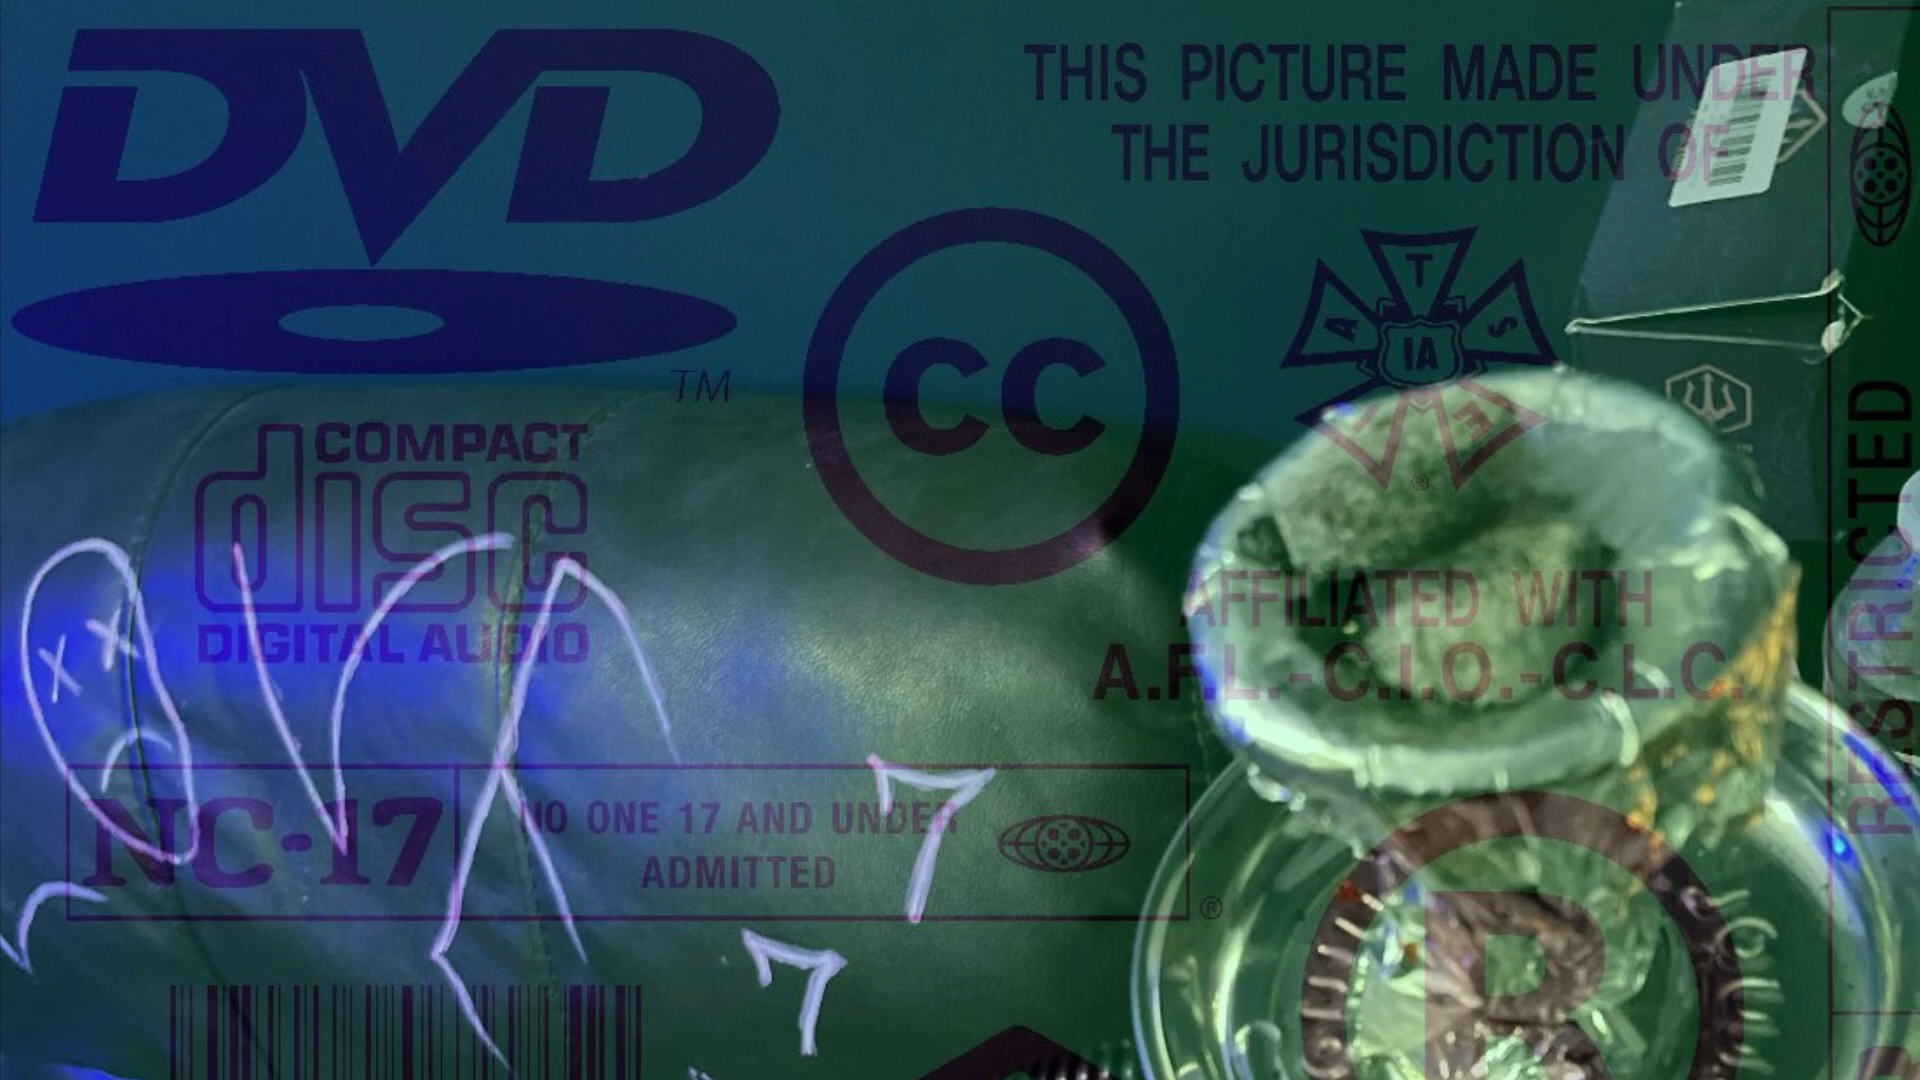 DVD
TM
THIS PICTURE MADE UNDER
THE JURISDICTION OF
CC
I A T S E
IA
M
®
COMPACT
disc
DIGITAL AUDIO
AFFILIATED WITH
A.F.L.-C.I.O.-C.L.C.
RESTRICTED
NC-17
NO ONE 17 AND UNDER
ADMITTED
®
7
7
R